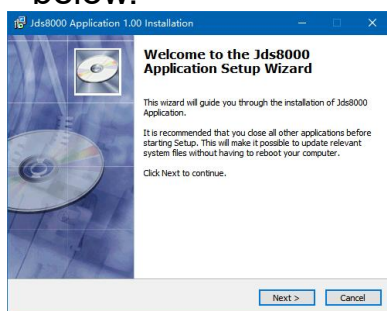 below.
Jds8000 Application 1.00 Installation
Welcome to the Jds8000
Application Setup Wizard
This wizard will guide you through the installation of Jds8000
Application.
It is recommended that you close all other applications before
starting Setup. This will make it possible to update relevant
system files without having to reboot your computer.
Click Next to continue.
Next >
Cancel